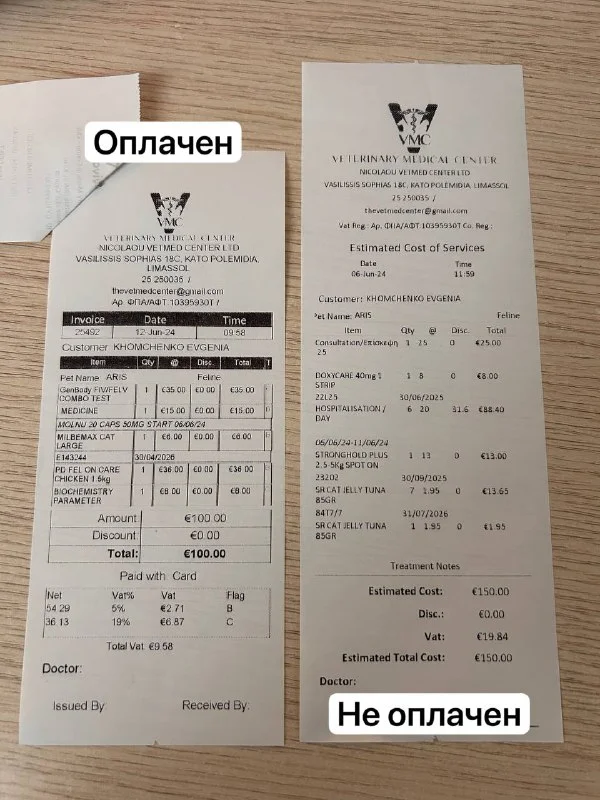 Оплачен
VMC
VETERINARY MEDICAL CENTER
NICOLAOU VETMED CENTER LTD
VASILISSIS SOPHIAS 18C, KATO POLEMIDIA,
LIMASSOL
25 250035 /
thevetmedcenter@gmail.com
Αρ. ΦΠΑ/ΑΦΤ:10395930T /
Invoice Date Time
25492 12-Jun-24 09:58
Customer KHOMCHENKO EVGENIA
Item Qty @ Disc. Total T
Pet Name: ARIS Feline
GenBody FIV/FELV 1 €35.00 €0.00 €35.00
COMBO TEST
MEDICINE 1 €15.00 €0.00 €15.00
MOLNU 30 CAPS 50MG START 06/06/24
MILBEMAX CAT 1 €6.00 €0.00 €6.00
LARGE
E143244 30/04/2026
PD FEL ON CARE 1 €36.00 €0.00 €36.00
CHICKEN 1.5kg
BIOCHEMISTRY 1 €8.00 €0.00 €8.00
PARAMETER
Amount: €100.00
Discount: €0.00
Total: €100.00
Paid with Card
Net Vat% Vat Flag
54.29 5% €2.71 B
36.13 19% €6.87 C
Total Vat €9.58
Doctor:
Issued By: Received By:
VMC
VETERINARY MEDICAL CENTER
NICOLAOU VETMED CENTER LTD
VASILISSIS SOPHIAS 18C, KATO POLEMIDIA, LIMASSOL
25 250035 /
thevetmedcenter@gmail.com
Vat Reg.: Αρ. ΦΠΑ/ΑΦΤ:10395930T Co. Reg.:
Estimated Cost of Services
Date Time
06-Jun-24 11:59
Customer: KHOMCHENKO EVGENIA
Pet Name: ARIS Feline
Item Qty @ Disc. Total
Consultation/Επίσκεψη 1 25 0 €25.00
25
DOXYCARE 40mg 1 1 8 0 €8.00
STRIP
22L25 30/06/2025
HOSPITALISATION / 6 20 31.6 €88.40
DAY
06/06/24-11/06/24
STRONGHOLD PLUS 1 13 0 €13.00
2.5-5Kg SPOT ON
23202 30/09/2025
SR CAT JELLY TUNA 7 1.95 0 €13.65
85GR
84T7/7 31/07/2026
SR CAT JELLY TUNA 1 1.95 0 €1.95
85GR
Treatment Notes
Estimated Cost: €150.00
Disc.: €0.00
Vat: €19.84
Estimated Total Cost: €150.00
Doctor:
Не оплачен